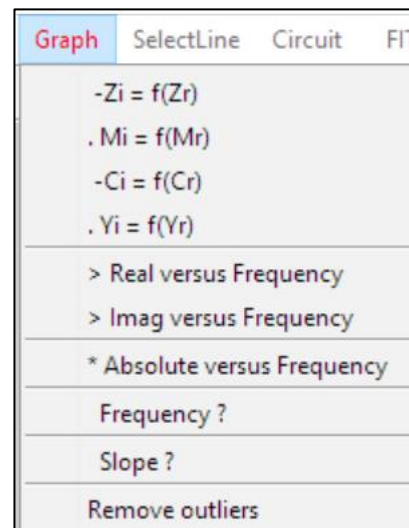 Graph SelectLine Circuit
-Zi = f(Zr)
. Mi = f(Mr)
-Ci = f(Cr)
. Yi = f(Yr)
> Real versus Frequency
> Imag versus Frequency
* Absolute versus Frequency
Frequency ?
Slope ?
Remove outliers